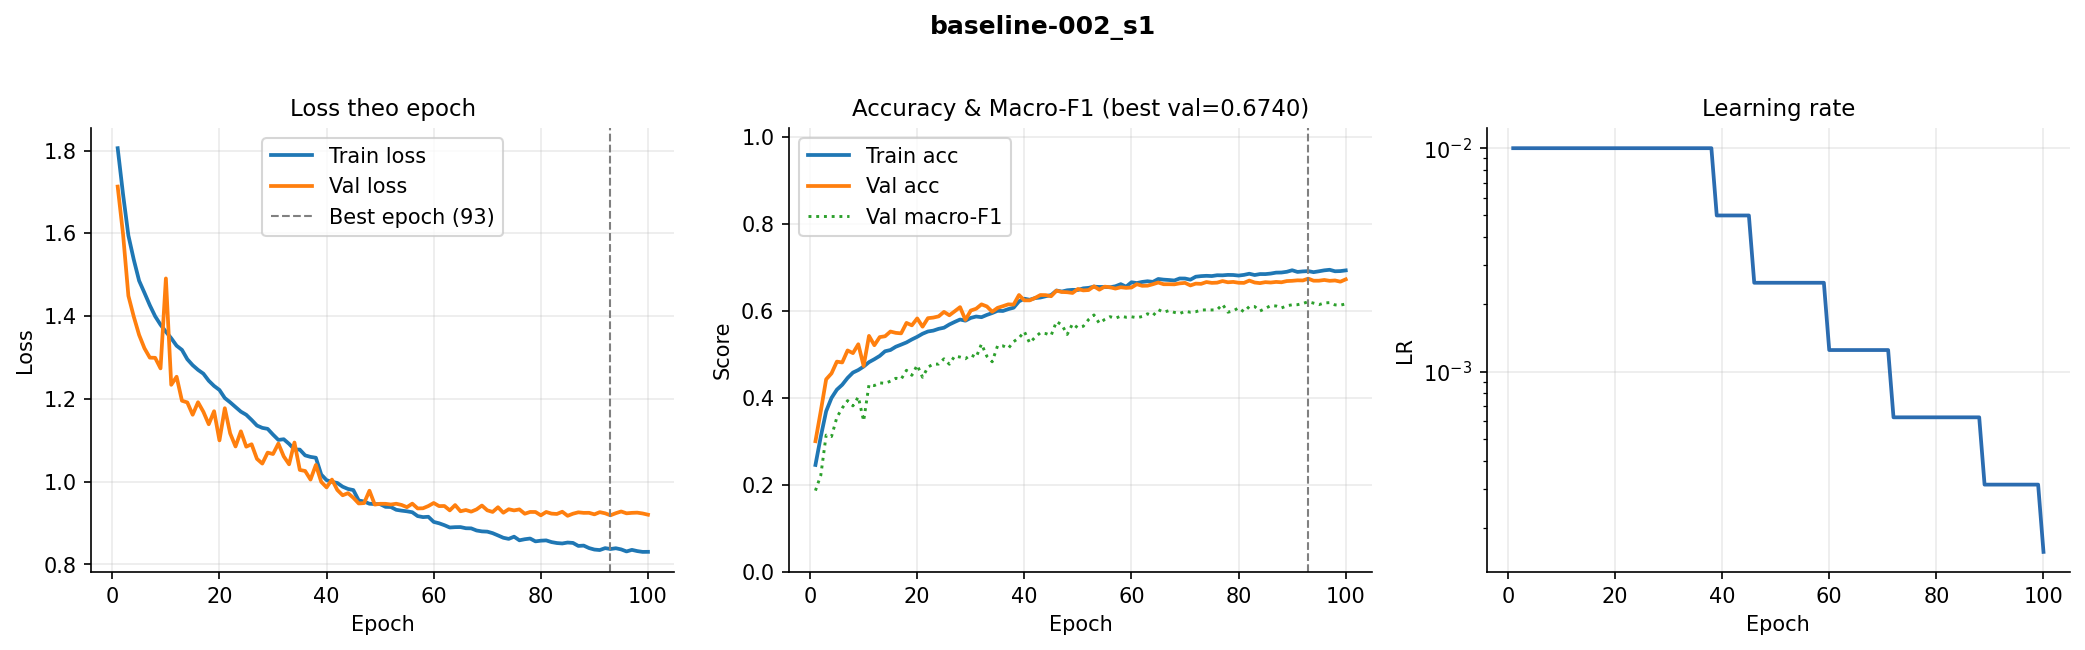 baseline-002_s1
Loss theo epoch
Loss
1.8
1.6
1.4
1.2
1.0
0.8
Train loss
Val loss
Best epoch (93)
0 20 40 60 80 100
Epoch
Accuracy & Macro-F1 (best val=0.6740)
Score
1.0
0.8
0.6
0.4
0.2
0.0
Train acc
Val acc
Val macro-F1
0 20 40 60 80 100
Epoch
Learning rate
LR
10⁻²
10⁻³
0 20 40 60 80 100
Epoch